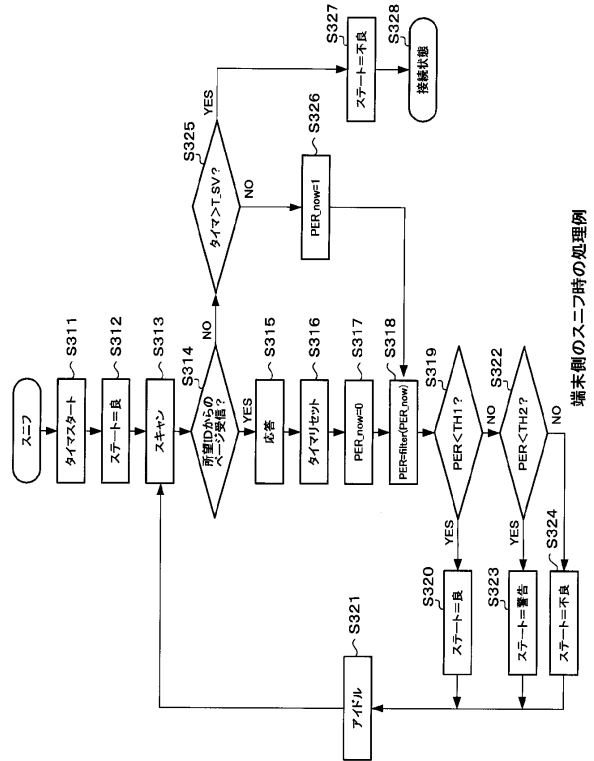 スニフ
タイマスタート
S311
ステート=良
S312
スキャン
S313
所望IDからの
ページ受信?
S314
YES
NO
応答
S315
タイマリセット
S316
PER_now=0
S317
PER=filter(PER_now)
S318
PER<TH1?
S319
YES
NO
ステート=良
S320
アイドル
S321
PER<TH2?
S322
YES
NO
ステート=警告
S323
ステート=不良
S324
タイマ>T_SV?
S325
YES
NO
PER_now=1
S326
ステート=不良
S327
接続状態
S328
端末側のスニフ時の処理例